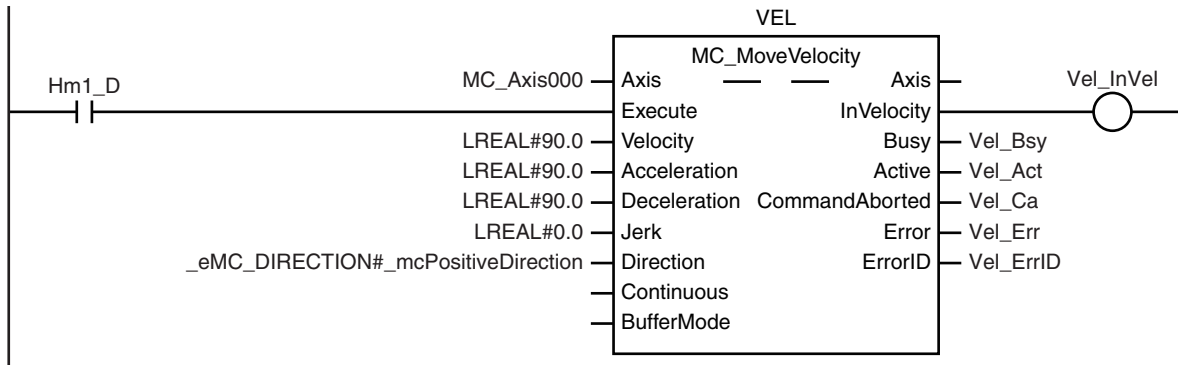 VEL
MC_MoveVelocity
MC_Axis000 Axis Axis
Hm1_D Execute InVelocity Vel_InVel
LREAL#90.0 Velocity Busy Vel_Bsy
LREAL#90.0 Acceleration Active Vel_Act
LREAL#90.0 Deceleration CommandAborted Vel_Ca
LREAL#0.0 Jerk Error Vel_Err
_eMC_DIRECTION#_mcPositiveDirection Direction ErrorID Vel_ErrID
Continuous
BufferMode